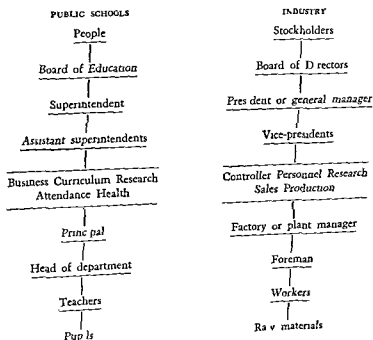 PUBLIC SCHOOLS
People
Board of Education
Superintendent
Assistant superintendents
Business Curriculum Research
Attendance Health
Princ pal
Head of department
Teachers
Pup ls
INDUSTRY
Stockholders
Board of D rectors
Pres dent or general manager
Vice-presidents
Controller Personnel Research
Sales Production
Factory or plant manager
Foreman
Workers
Ra v materials